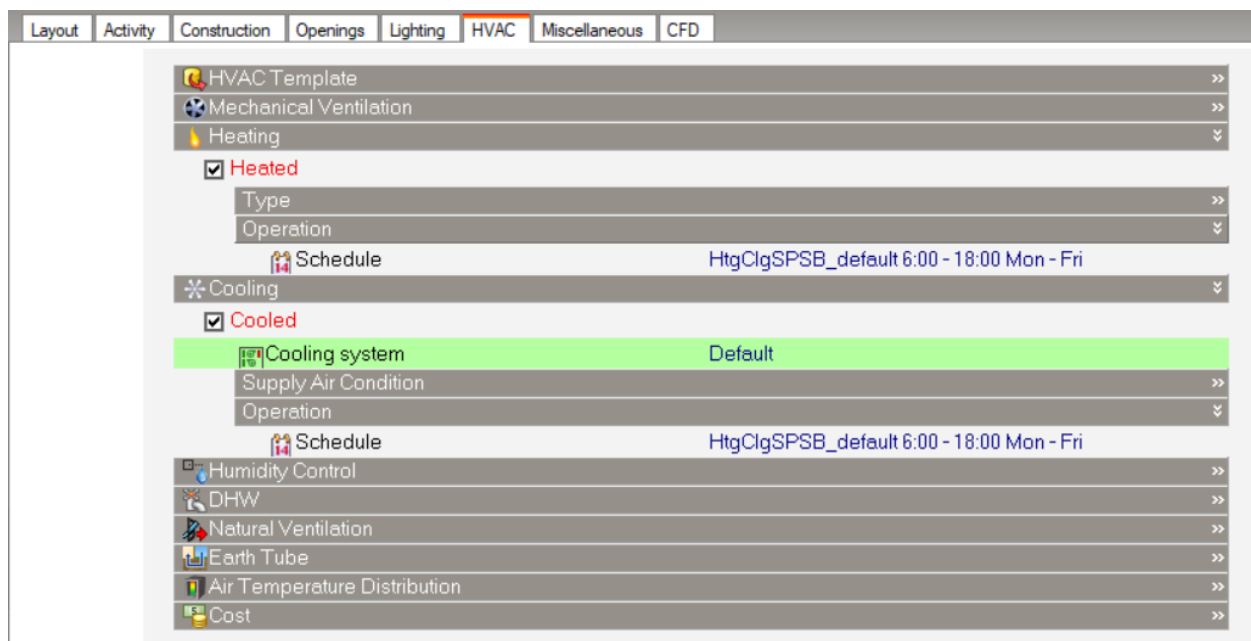 Layout Activity Construction Openings Lighting HVAC Miscellaneous CFD
HVAC Template
Mechanical Ventilation
Heating
Heated
Type
Operation
14 Schedule HtgClgSPSB_default 6:00 - 18:00 Mon - Fri
Cooling
Cooled
Cooling system Default
Supply Air Condition
Operation
14 Schedule HtgClgSPSB_default 6:00 - 18:00 Mon - Fri
Humidity Control
DHW
Natural Ventilation
Earth Tube
Air Temperature Distribution
Cost